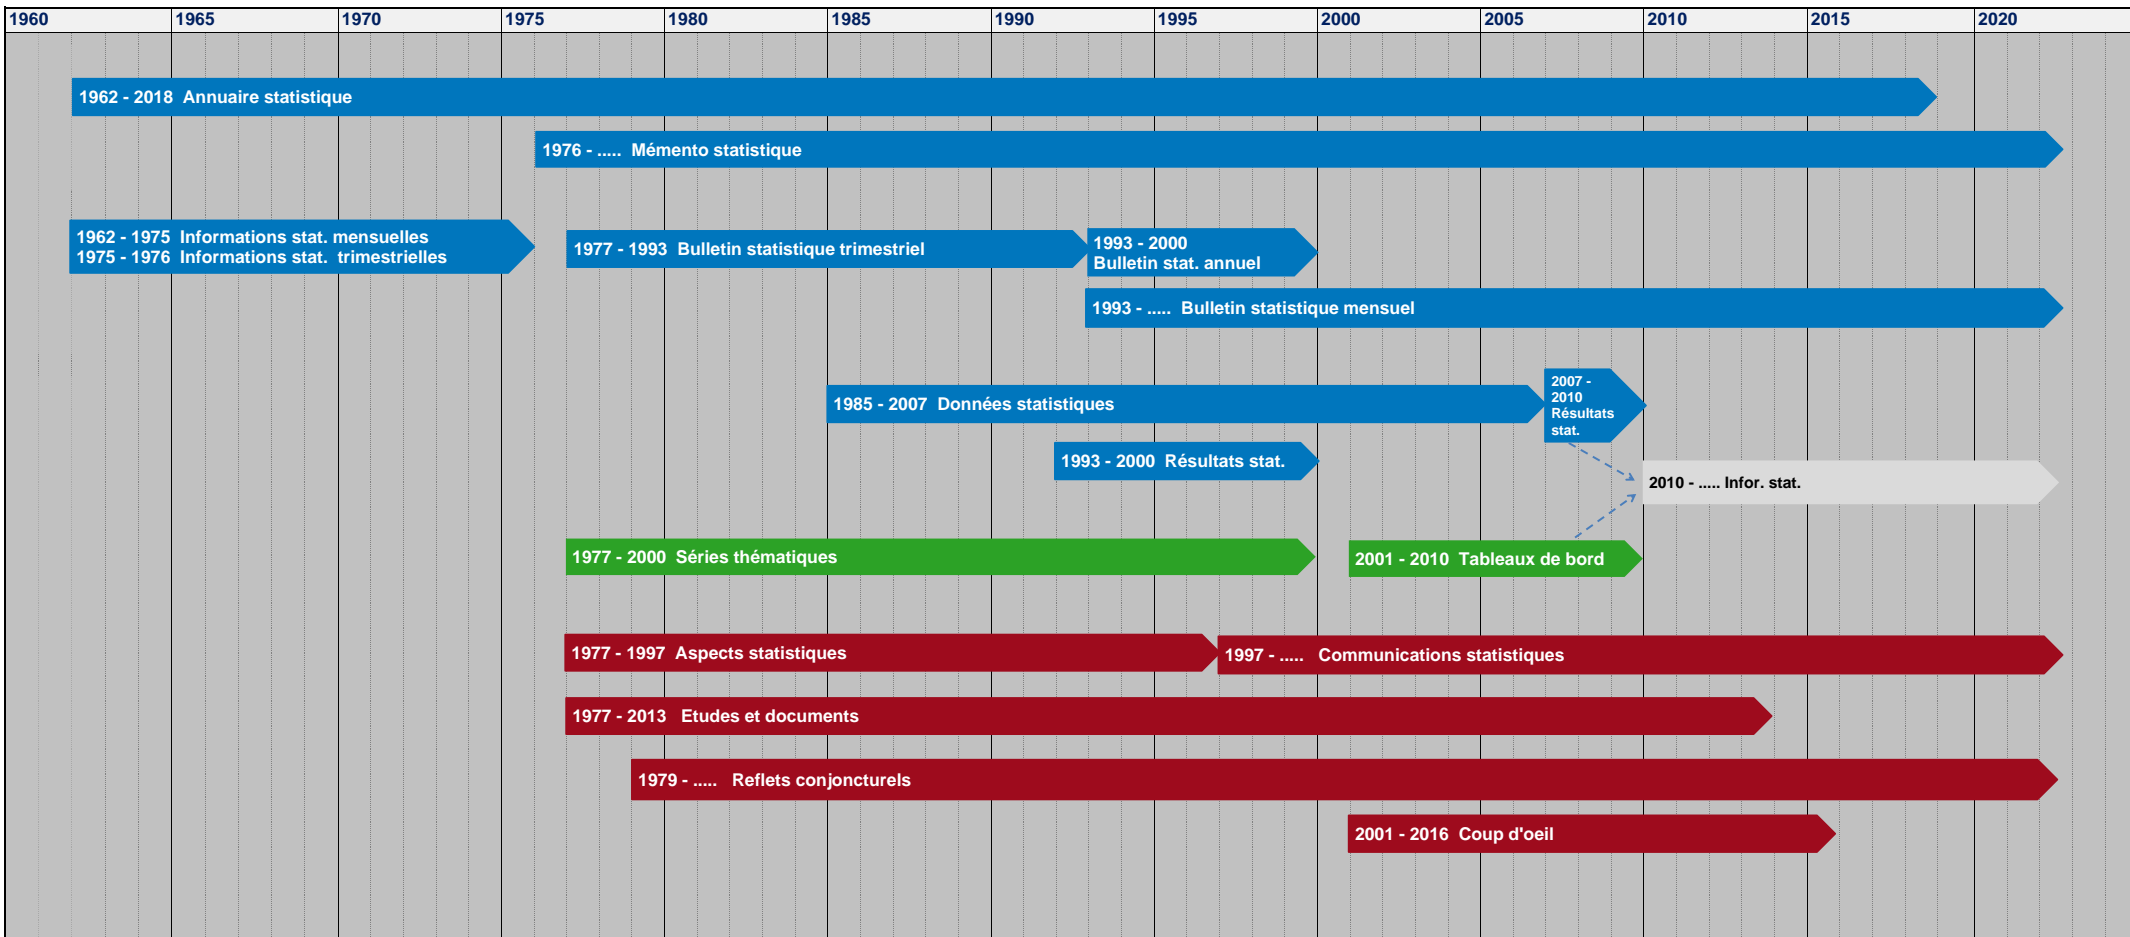 1960 1965 1970 1975 1980 1985 1990 1995 2000 2005 2010 2015 2020
1962 - 2018  Annuaire statistique
1976 - .....  Mémento statistique
1962 - 1975  Informations stat. mensuelles
1975 - 1976  Informations stat.  trimestrielles
1977 - 1993  Bulletin statistique trimestriel
1993 - 2000
Bulletin stat. annuel
1993 - .....  Bulletin statistique mensuel
1985 - 2007  Données statistiques
2007 -
2010
Résultats
stat.
1993 - 2000  Résultats stat.
2010 - ..... Infor. stat.
1977 - 2000  Séries thématiques
2001 - 2010  Tableaux de bord
1977 - 1997  Aspects statistiques
1997 - .....   Communications statistiques
1977 - 2013   Etudes et documents
1979 - .....   Reflets conjoncturels
2001 - 2016  Coup d'oeil